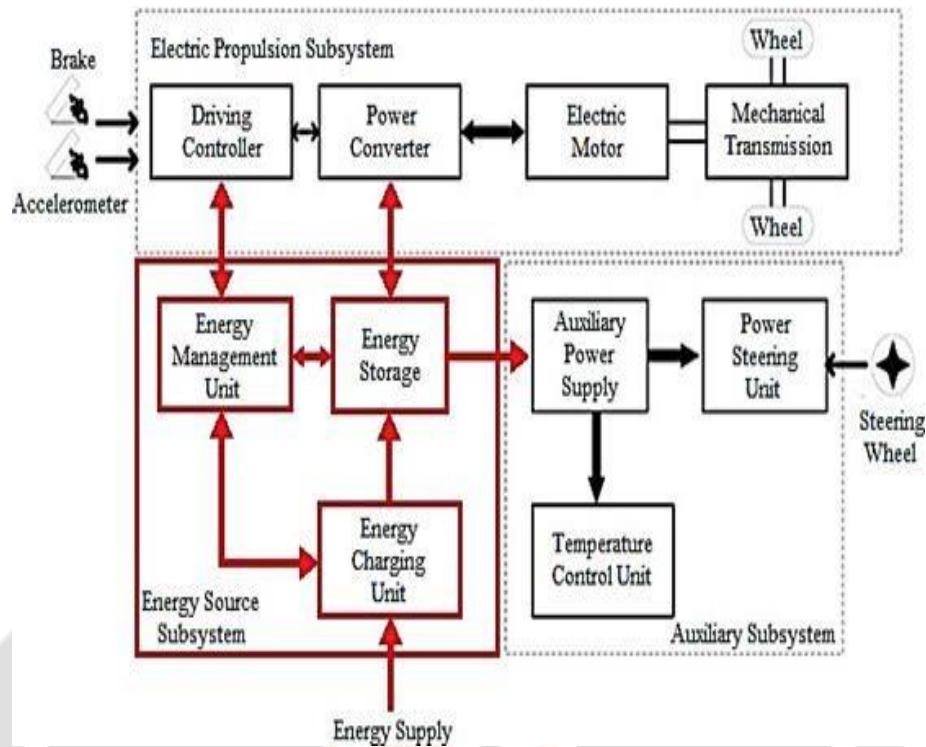 Electric Propulsion Subsystem
Brake
Accelerometer
Driving
Controller
Power
Converter
Electric
Motor
Mechanical
Transmission
Wheel
Wheel
Energy
Management
Unit
Energy
Storage
Energy
Charging
Unit
Energy Source
Subsystem
Energy Supply
Auxiliary
Power
Supply
Power
Steering
Unit
Steering
Wheel
Temperature
Control Unit
Auxiliary Subsystem